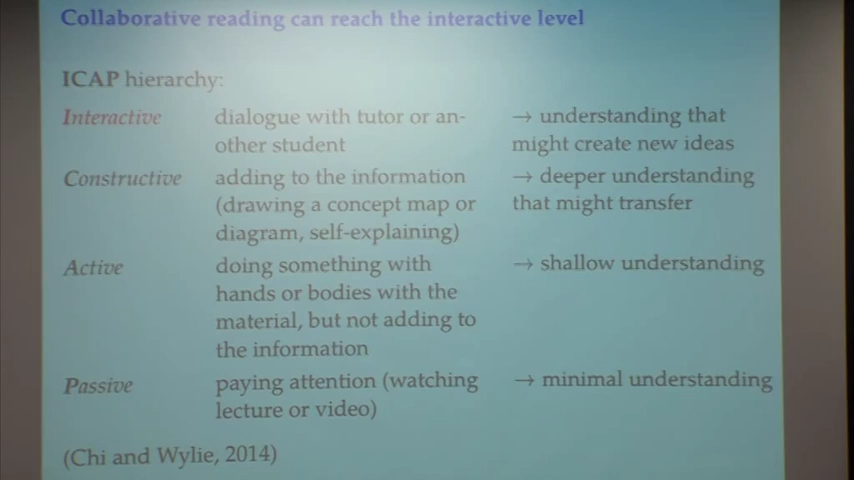 Collaborative reading can reach the interactive level
ICAP hierarchy:
Interactive dialogue with tutor or an- → understanding that
other student might create new ideas
Constructive adding to the information → deeper understanding
(drawing a concept map or that might transfer
diagram, self-explaining)
Active doing something with → shallow understanding
hands or bodies with the
material, but not adding to
the information
Passive paying attention (watching → minimal understanding
lecture or video)
(Chi and Wylie, 2014)